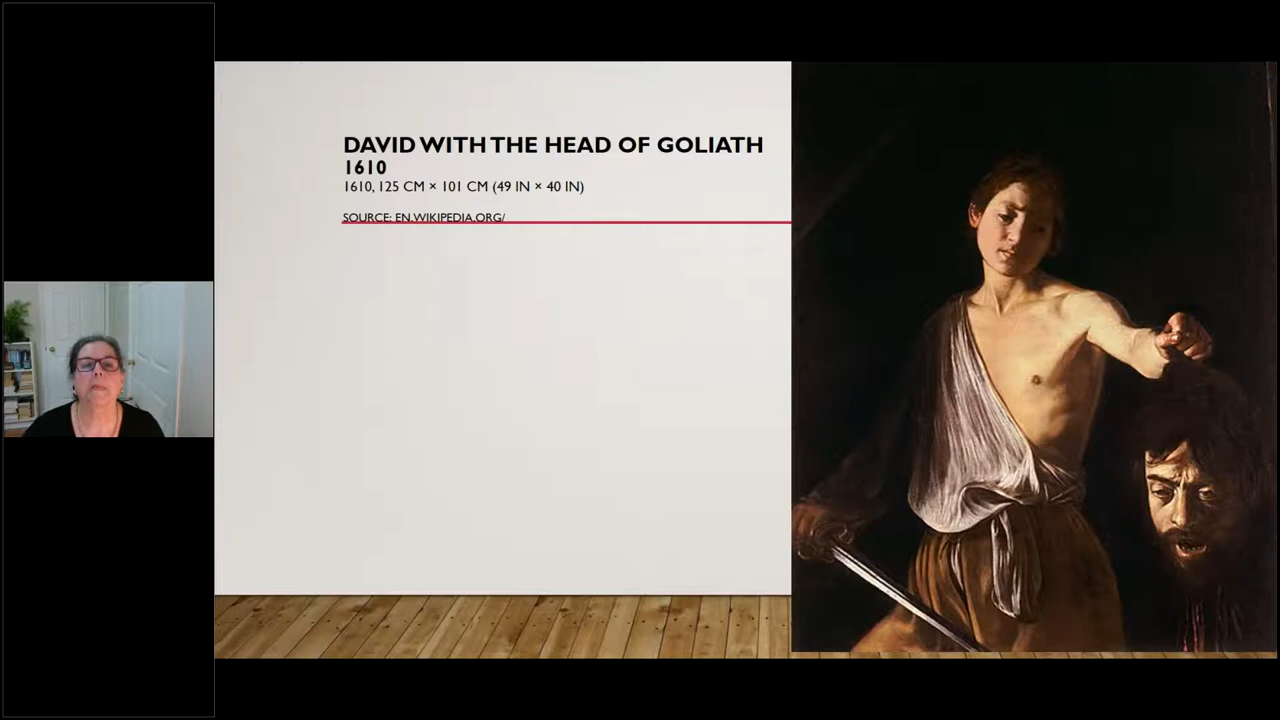 DAVID WITH THE HEAD OF GOLIATH
1610
1610, 125 CM × 101 CM (49 IN × 40 IN)
SOURCE: EN.WIKIPEDIA.ORG/